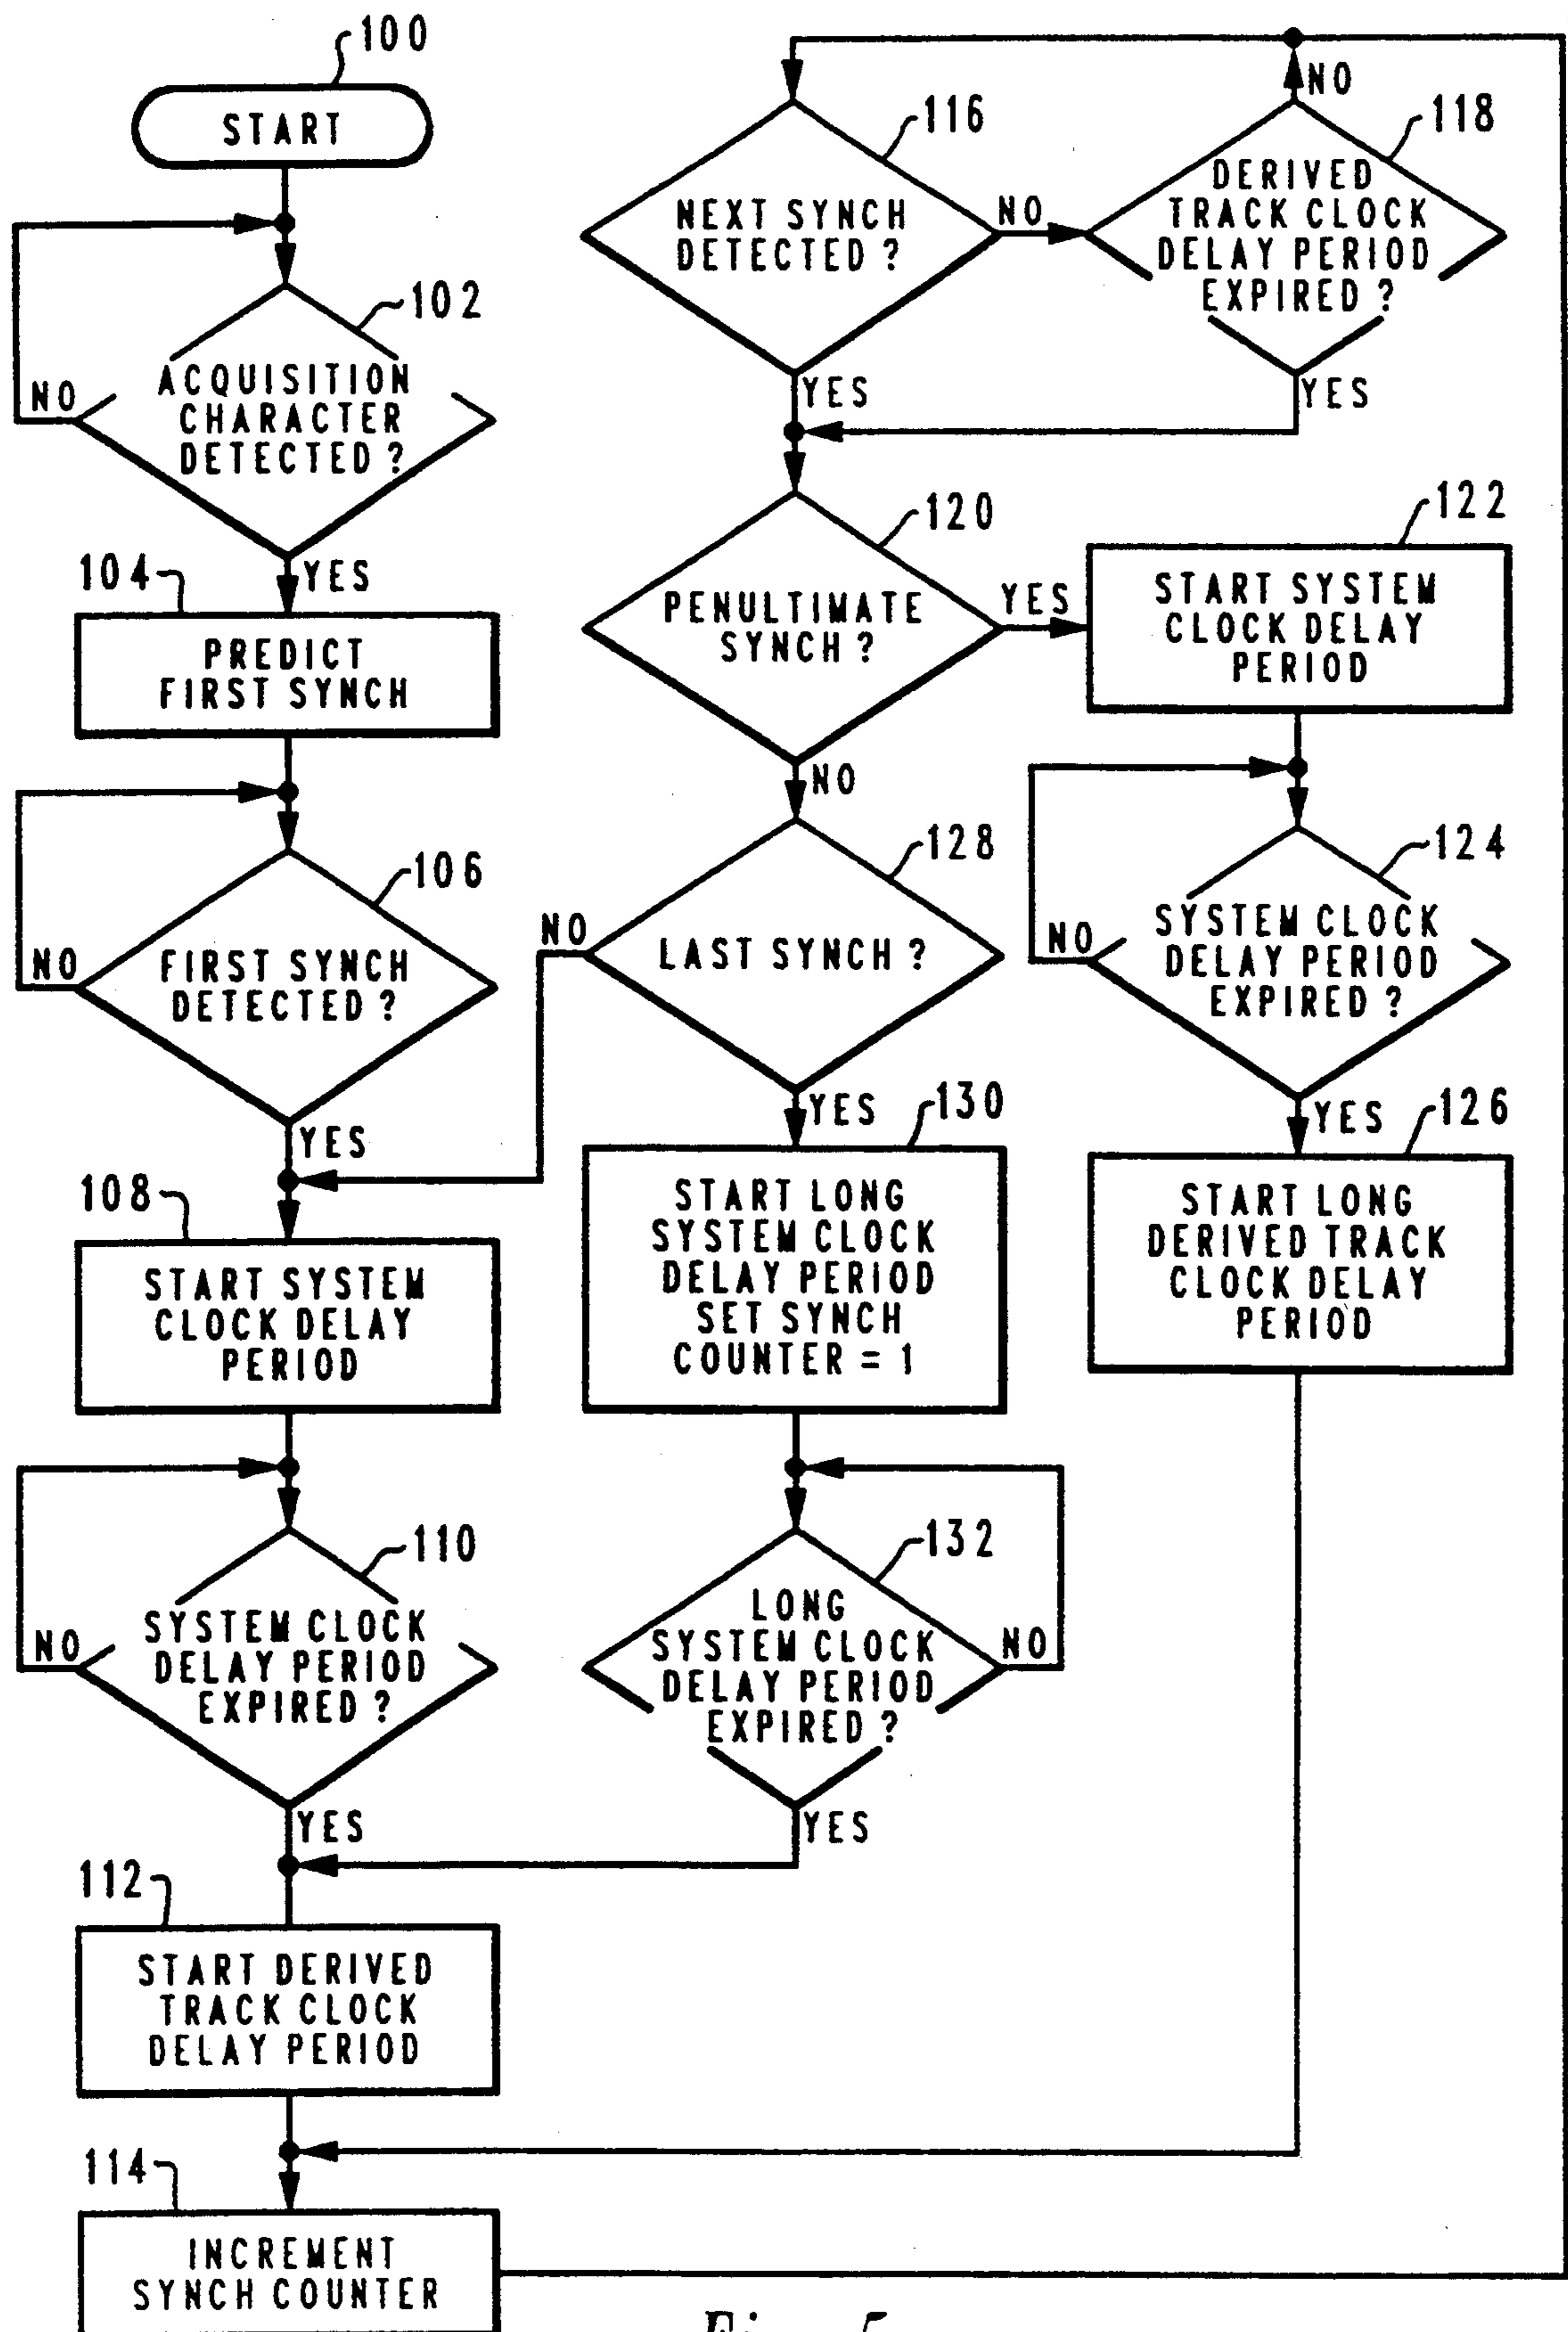 100
START
102
ACQUISITION
CHARACTER
DETECTED ?
NO
YES
104
PREDICT
FIRST SYNCH
106
FIRST SYNCH
DETECTED ?
NO
YES
108
START SYSTEM
CLOCK DELAY
PERIOD
110
SYSTEM CLOCK
DELAY PERIOD
EXPIRED ?
NO
YES
112
START DERIVED
TRACK CLOCK
DELAY PERIOD
114
INCREMENT
SYNCH COUNTER
116
NEXT SYNCH
DETECTED ?
NO
YES
118
DERIVED
TRACK CLOCK
DELAY PERIOD
EXPIRED ?
NO
YES
120
PENULTIMATE
SYNCH ?
YES
NO
122
START SYSTEM
CLOCK DELAY
PERIOD
124
SYSTEM CLOCK
DELAY PERIOD
EXPIRED ?
NO
YES
126
START LONG
DERIVED TRACK
CLOCK DELAY
PERIOD
128
LAST SYNCH ?
NO
YES
130
START LONG
SYSTEM CLOCK
DELAY PERIOD
SET SYNCH
COUNTER = 1
132
LONG
SYSTEM CLOCK
DELAY PERIOD
EXPIRED ?
NO
YES